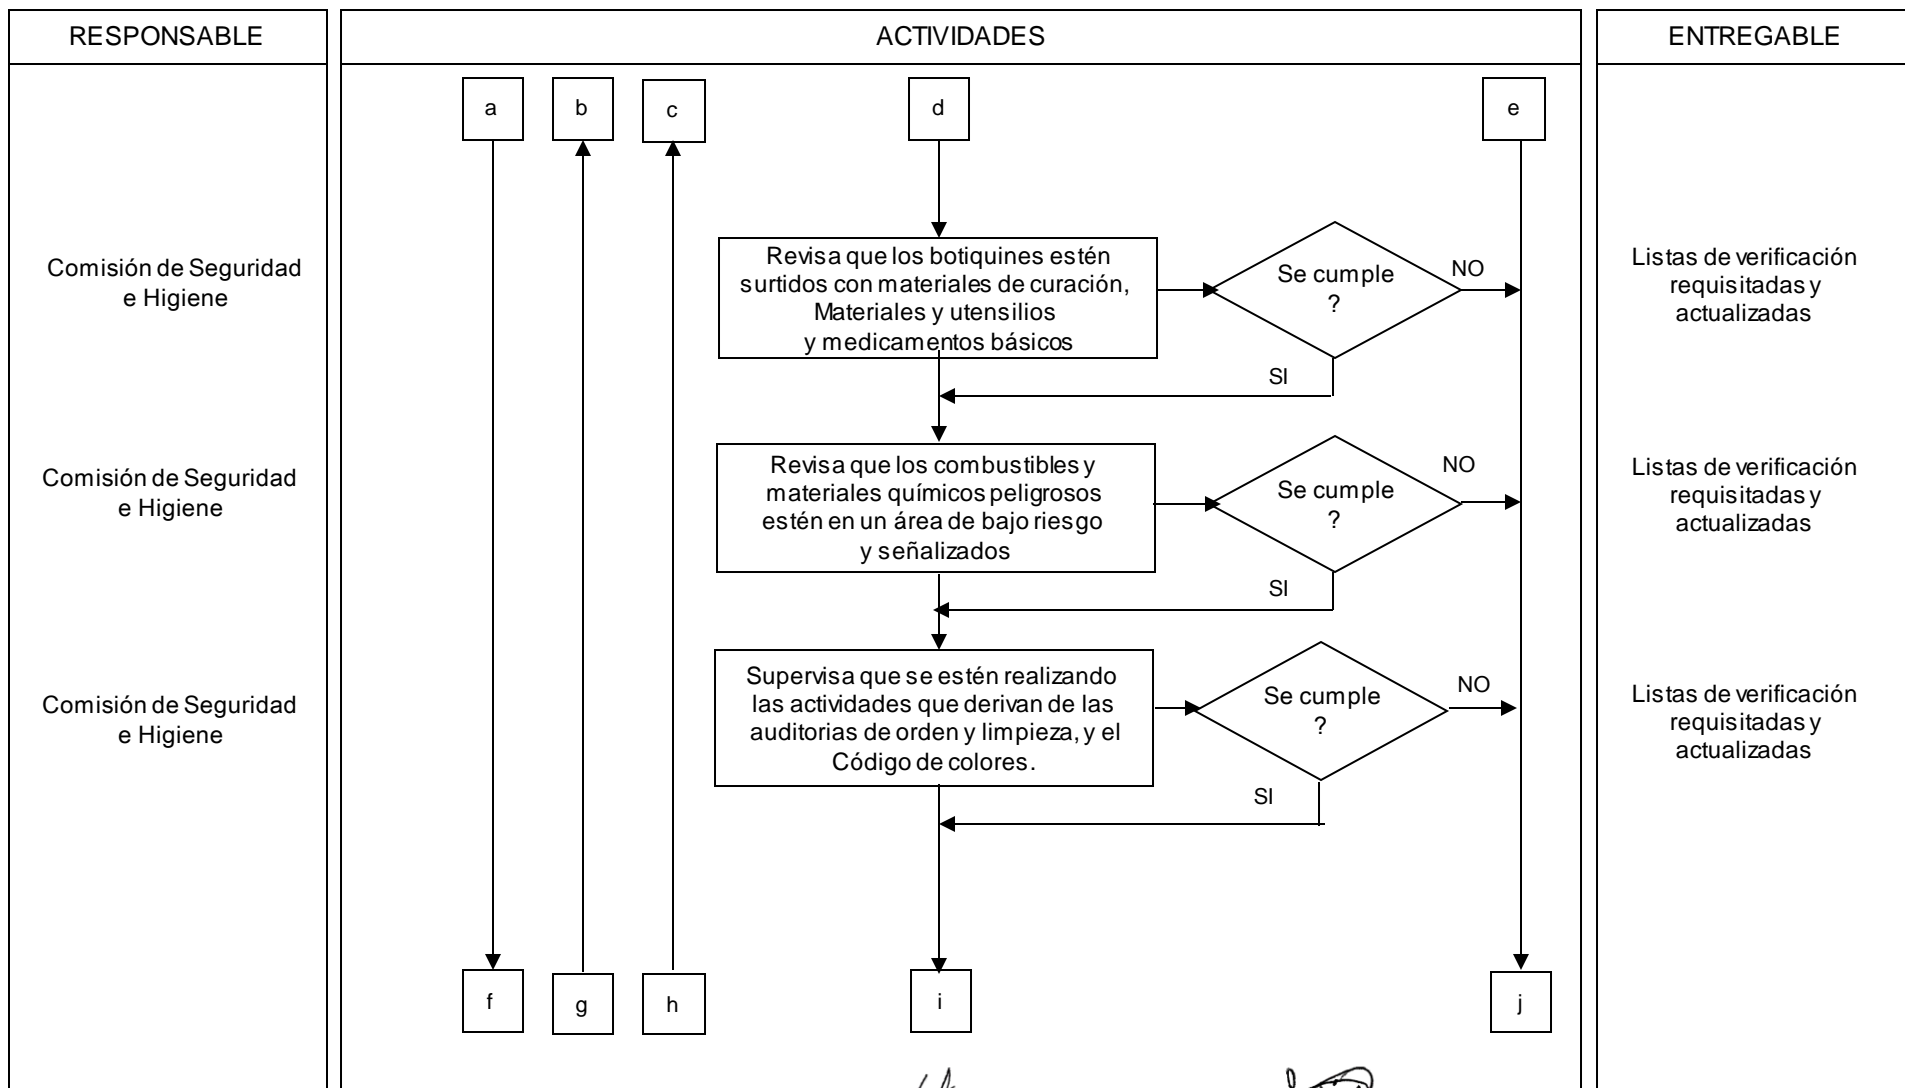 RESPONSABLE
ACTIVIDADES
ENTREGABLE
a
b
c
d
e
Comisión de Seguridad
e Higiene
Revisa que los botiquines estén
surtidos con materiales de curación,
Materiales y utensilios
y medicamentos básicos
Se cumple
?
NO
SI
Listas de verificación
requisitadas y
actualizadas
Comisión de Seguridad
e Higiene
Revisa que los combustibles y
materiales químicos peligrosos
estén en un área de bajo riesgo
y señalizados
Se cumple
?
NO
SI
Listas de verificación
requisitadas y
actualizadas
Comisión de Seguridad
e Higiene
Supervisa que se estén realizando
las actividades que derivan de las
auditorias de orden y limpieza, y el
Código de colores.
Se cumple
?
NO
SI
Listas de verificación
requisitadas y
actualizadas
f
g
h
i
j